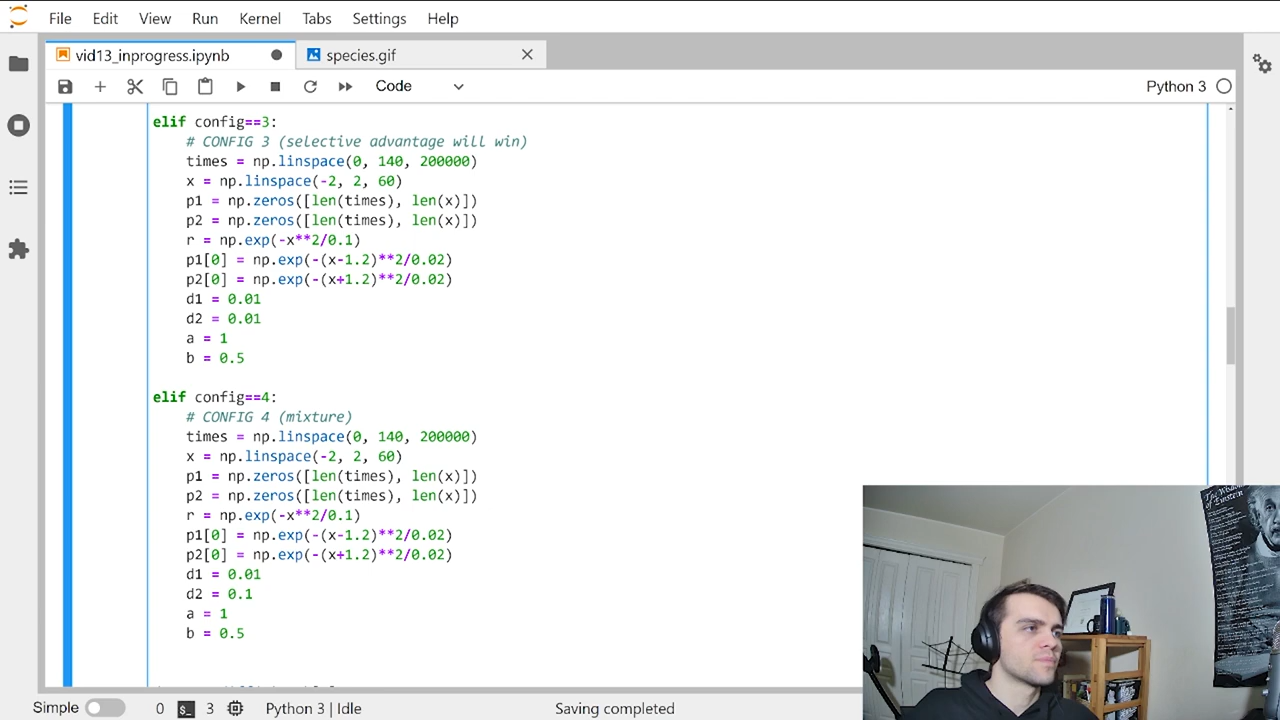 File Edit View Run Kernel Tabs Settings Help
vid13_inprogress.ipynb
species.gif
Code
Python 3
elif config==3:
# CONFIG 3 (selective advantage will win)
times = np.linspace(0, 140, 200000)
x = np.linspace(-2, 2, 60)
p1 = np.zeros([len(times), len(x)])
p2 = np.zeros([len(times), len(x)])
r = np.exp(-x**2/0.1)
p1[0] = np.exp(-(x-1.2)**2/0.02)
p2[0] = np.exp(-(x+1.2)**2/0.02)
d1 = 0.01
d2 = 0.01
a = 1
b = 0.5
elif config==4:
# CONFIG 4 (mixture)
times = np.linspace(0, 140, 200000)
x = np.linspace(-2, 2, 60)
p1 = np.zeros([len(times), len(x)])
p2 = np.zeros([len(times), len(x)])
r = np.exp(-x**2/0.1)
p1[0] = np.exp(-(x-1.2)**2/0.02)
p2[0] = np.exp(-(x+1.2)**2/0.02)
d1 = 0.01
d2 = 0.1
a = 1
b = 0.5
of Einstein
Simple 0 $_ 3 Python 3 | Idle Saving completed